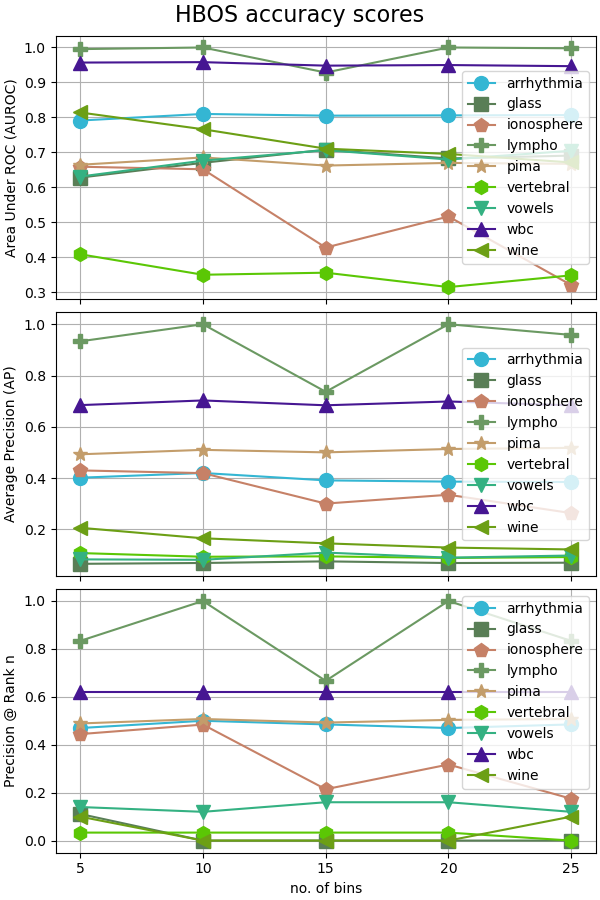 HBOS accuracy scores
Area Under ROC (AUROC)
1.0
0.9
0.8
0.7
0.6
0.5
0.4
0.3
arrhythmia
glass
ionosphere
lympho
pima
vertebral
vowels
wbc
wine
Average Precision (AP)
1.0
0.8
0.6
0.4
0.2
arrhythmia
glass
ionosphere
lympho
pima
vertebral
vowels
wbc
wine
Precision @ Rank n
1.0
0.8
0.6
0.4
0.2
0.0
arrhythmia
glass
ionosphere
lympho
pima
vertebral
vowels
wbc
wine
5 10 15 20 25
no. of bins